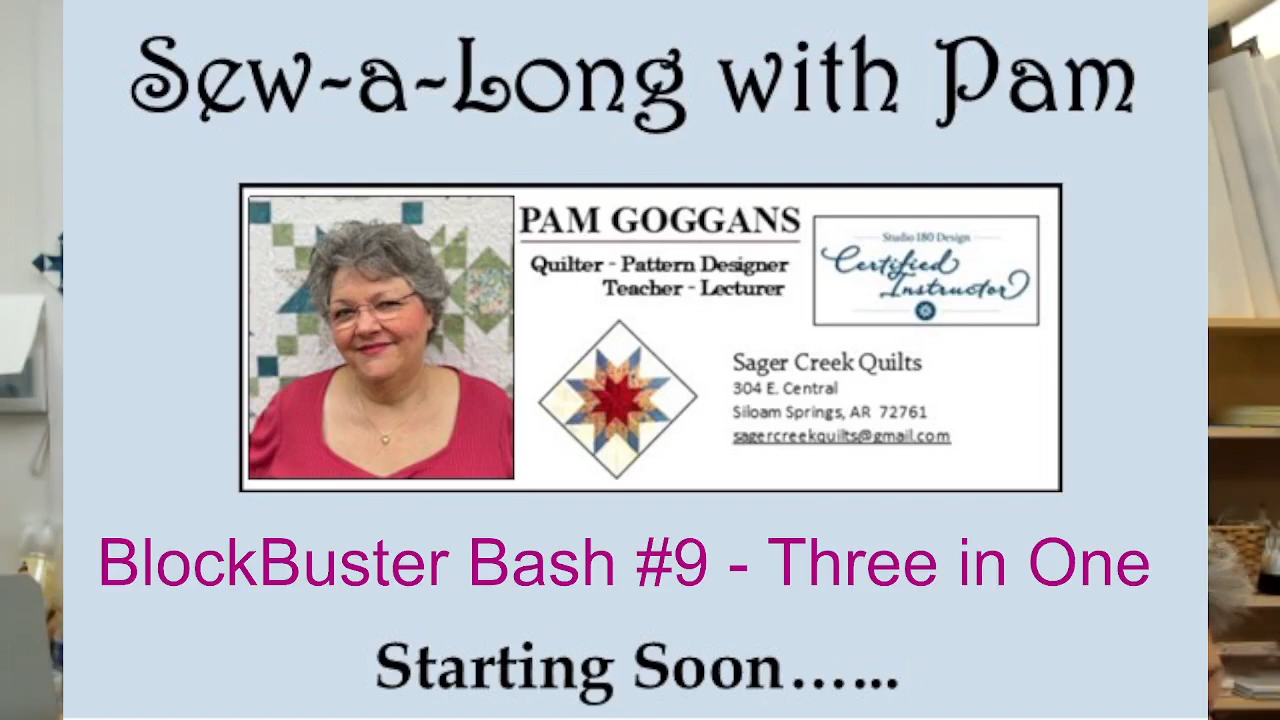 Sew-a-Long with Pam
PAM GOGGANS
Quilter - Pattern Designer
Teacher - Lecturer
Studio 180 Design
Certified
Instructor
Sager Creek Quilts
304 E. Central
Siloam Springs, AR 72761
sagercreekquilts@gmail.com
BlockBuster Bash #9 - Three in One
Starting Soon…...